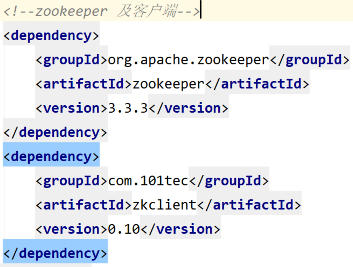 <!--zookeeper 及客户端-->
<dependency>
    <groupId>org.apache.zookeeper</groupId>
    <artifactId>zookeeper</artifactId>
    <version>3.3.3</version>
</dependency>
<dependency>
    <groupId>com.101tec</groupId>
    <artifactId>zkclient</artifactId>
    <version>0.10</version>
</dependency>